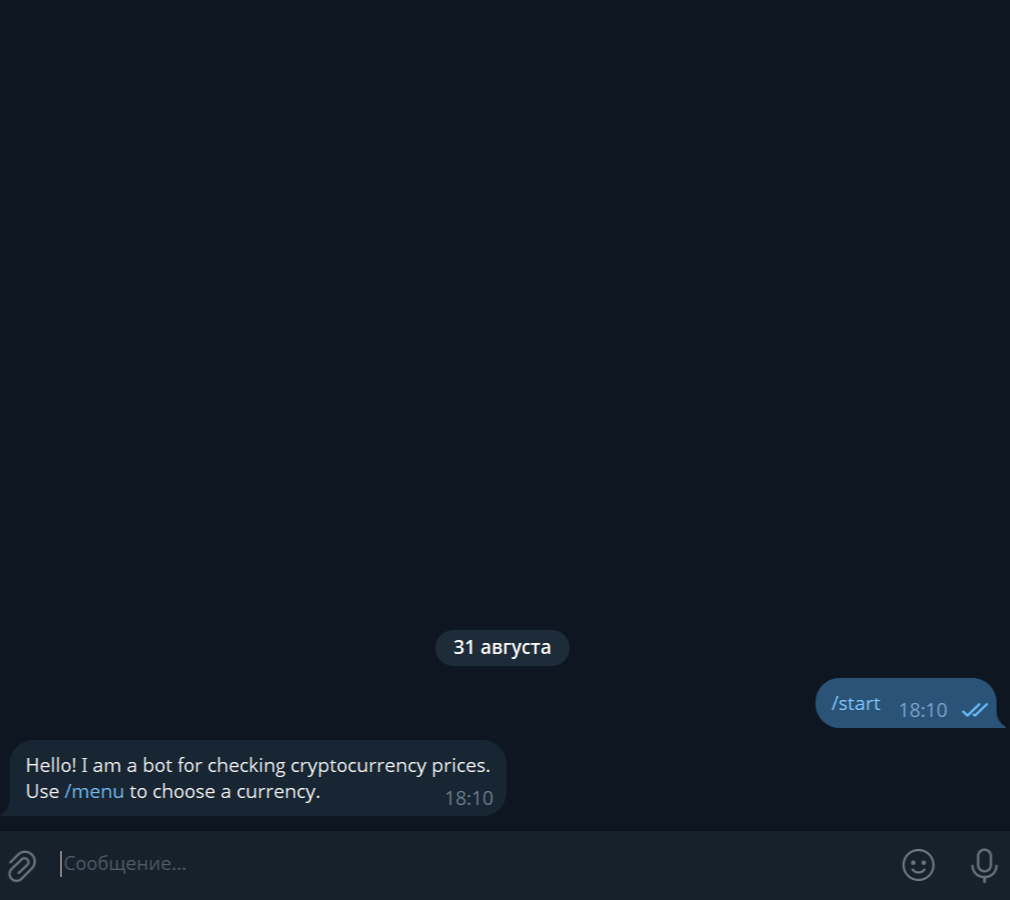 31 августа
/start 18:10
Hello! I am a bot for checking cryptocurrency prices.
Use /menu to choose a currency.
18:10
Сообщение...